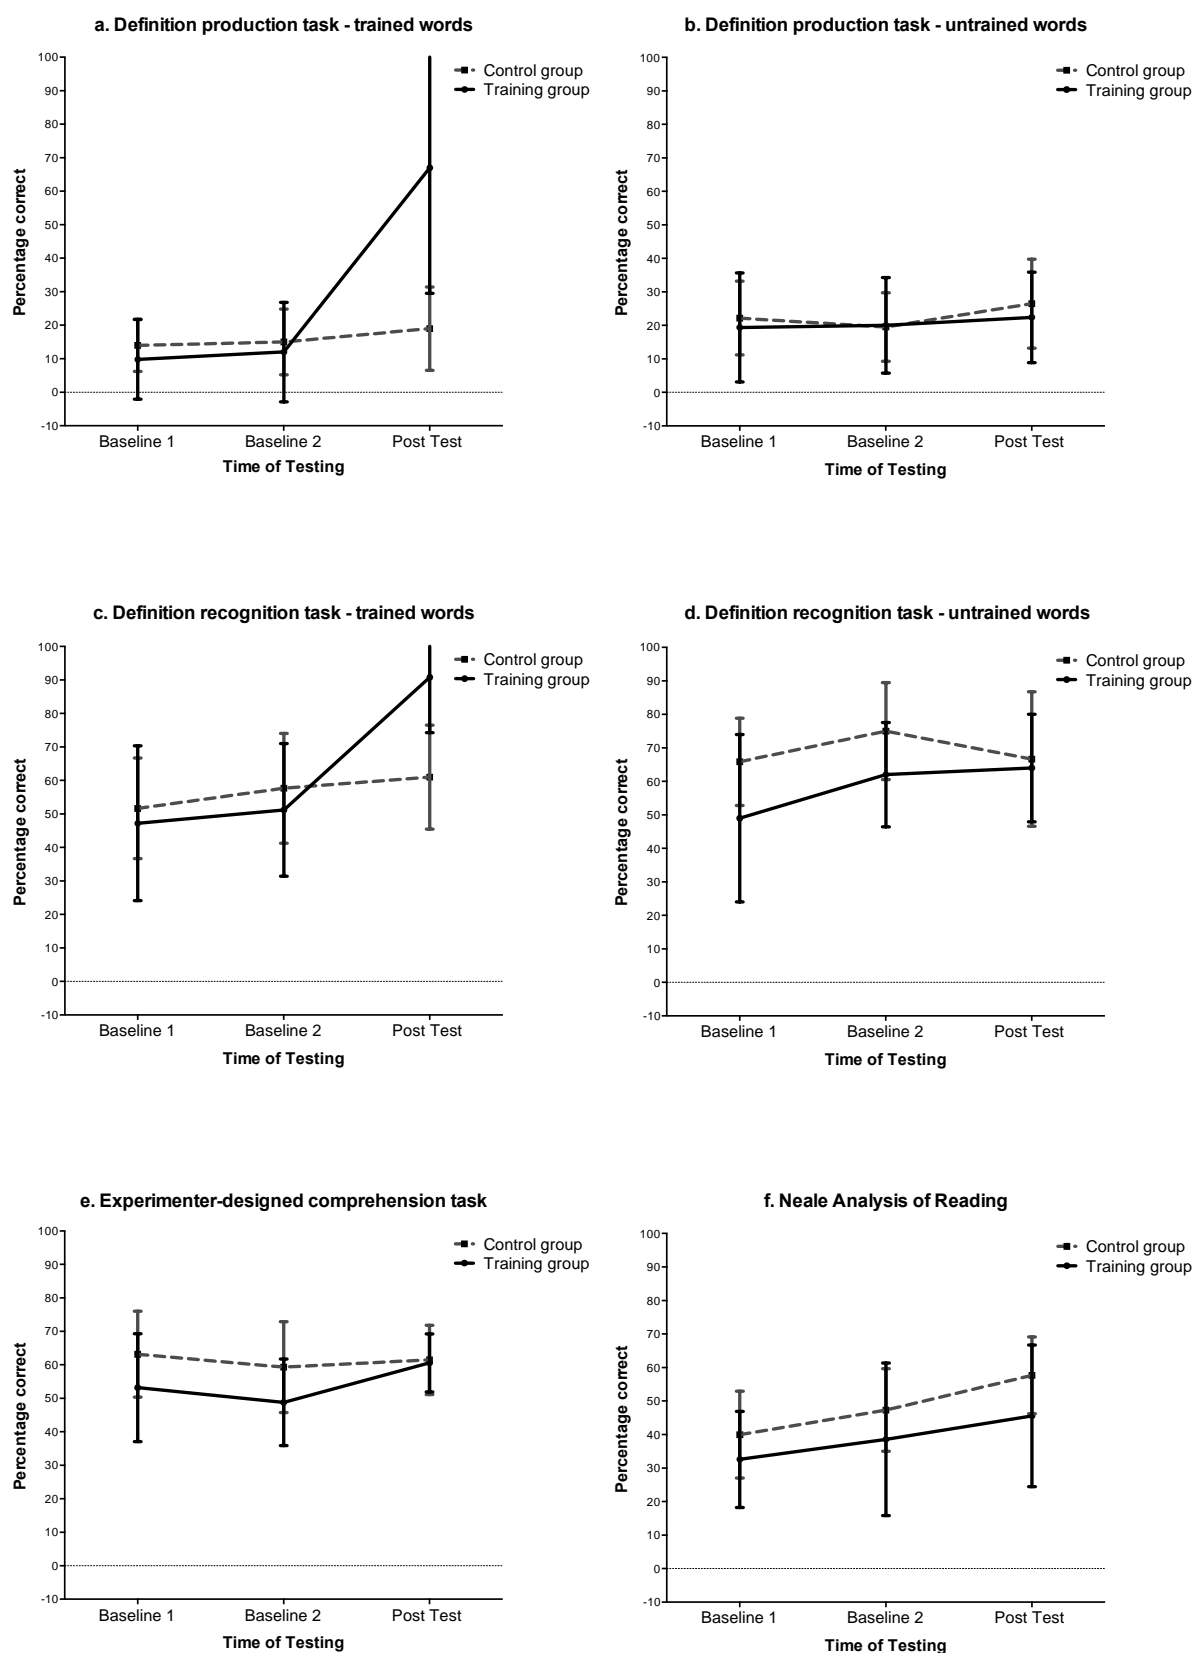 a. Definition production task - trained words
100
90
80
70
60
50
40
30
20
10
0
-10
Percentage correct
Control group
Training group
Baseline 1 Baseline 2 Post Test
Time of Testing
b. Definition production task - untrained words
100
90
80
70
60
50
40
30
20
10
0
-10
Percentage correct
Control group
Training group
Baseline 1 Baseline 2 Post Test
Time of Testing
c. Definition recognition task - trained words
100
90
80
70
60
50
40
30
20
10
0
-10
Percentage correct
Control group
Training group
Baseline 1 Baseline 2 Post Test
Time of Testing
d. Definition recognition task - untrained words
100
90
80
70
60
50
40
30
20
10
0
-10
Percentage correct
Control group
Training group
Baseline 1 Baseline 2 Post Test
Time of Testing
e. Experimenter-designed comprehension task
100
90
80
70
60
50
40
30
20
10
0
-10
Percentage correct
Control group
Training group
Baseline 1 Baseline 2 Post Test
Time of Testing
f. Neale Analysis of Reading
100
90
80
70
60
50
40
30
20
10
0
-10
Percentage correct
Control group
Training group
Baseline 1 Baseline 2 Post Test
Time of Testing